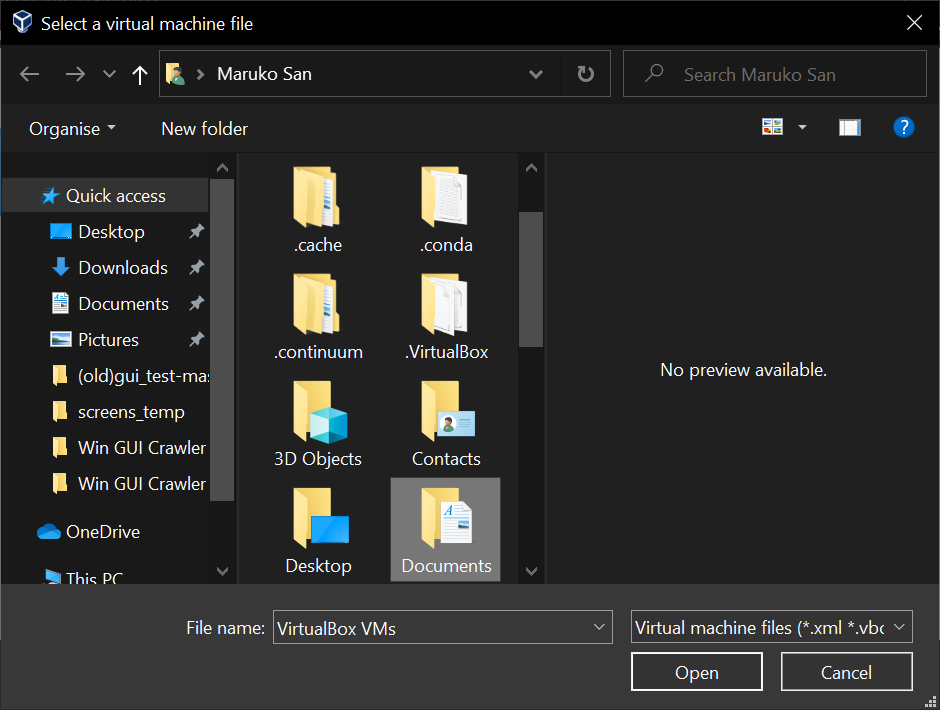 Select a virtual machine file
Maruko San
Search Maruko San
Organise
New folder
Quick access
Desktop
Downloads
Documents
Pictures
(old)gui_test-mas
screens_temp
Win GUI Crawler
Win GUI Crawler
OneDrive
This PC
.cache
.conda
.continuum
.VirtualBox
3D Objects
Contacts
Desktop
Documents
No preview available.
File name:
VirtualBox VMs
Virtual machine files (*.xml *.vbo
Open
Cancel